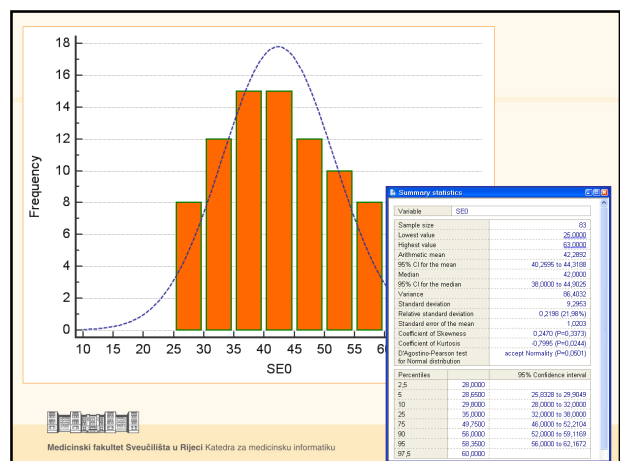 18
16
14
12
10
8
6
4
2
0
Frequency
10 15 20 25 30 35 40 45 50 55
SE0
Summary statistics
Variable SE0
Sample size 83
Lowest value 25,0000
Highest value 63,0000
Arithmetic mean 42,2892
95% CI for the mean 40,2595 to 44,3188
Median 42,0000
95% CI for the median 38,0000 to 44,9025
Variance 86,4032
Standard deviation 9,2953
Relative standard deviation 0,2198 (21,98%)
Standard error of the mean 1,0203
Coefficient of Skewness 0,2470 (P=0,3373)
Coefficient of Kurtosis -0,7995 (P=0,0244)
D'Agostino-Pearson test accept Normality (P=0,0501)
for Normal distribution
Percentiles 95% Confidence interval
2,5 28,0000
5 28,6500 25,8328 to 29,9049
10 29,8000 28,0000 to 32,0000
25 35,0000 32,0000 to 38,0000
75 49,7500 46,0000 to 52,2104
90 56,0000 52,0000 to 59,1169
95 58,3500 56,0000 to 62,1672
97,5 60,0000
Medicinski fakultet Sveučilišta u Rijeci Katedra za medicinsku informatiku